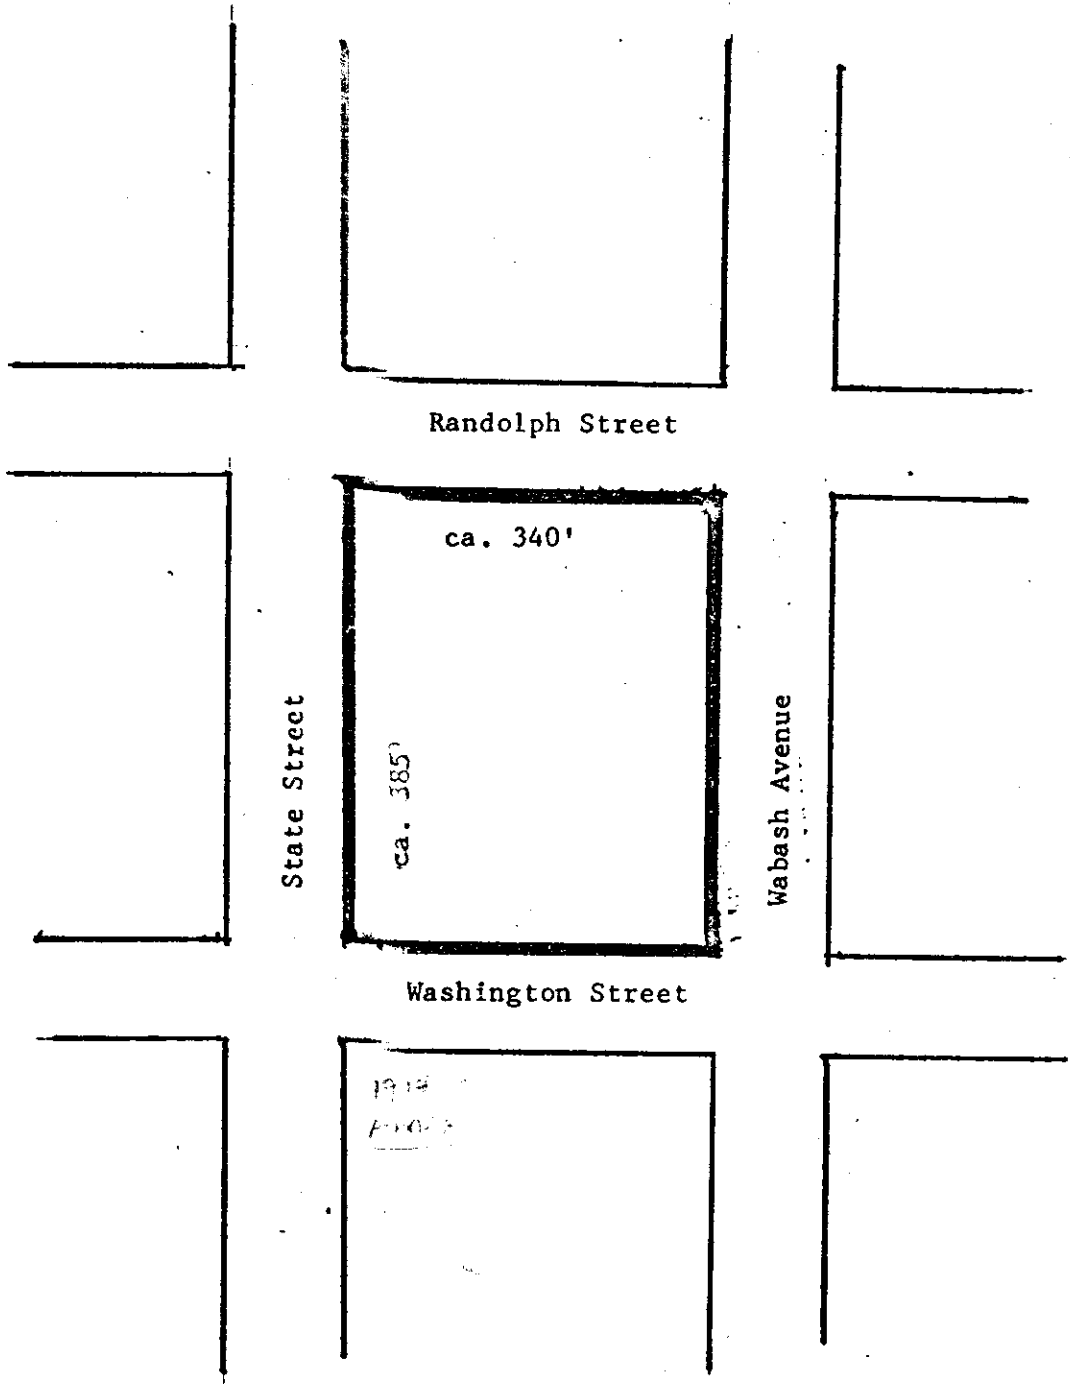 Randolph Street
ca. 340'
State Street
ca. 385'
Wabash Avenue
Washington Street